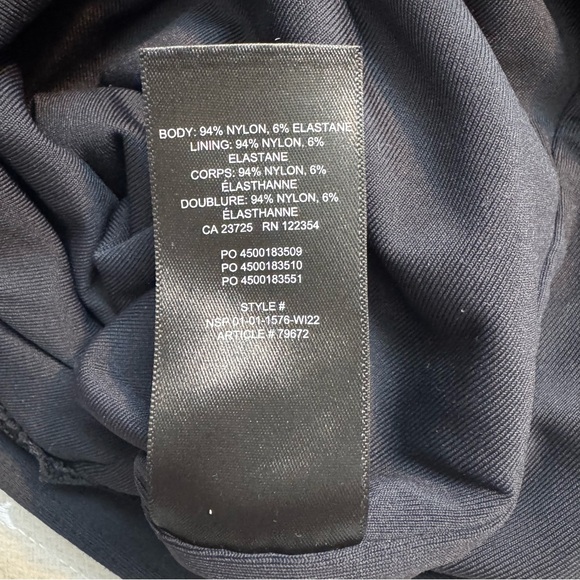 BODY: 94% NYLON, 6% ELASTANE
LINING: 94% NYLON, 6%
ELASTANE
CORPS: 94% NYLON, 6%
ÉLASTHANNE
DOUBLURE: 94% NYLON, 6%
ÉLASTHANNE
CA 23725 RN 122354
PO 4500183509
PO 4500183510
PO 4500183551
STYLE #
NSP 01-01-1576-WI22
ARTICLE # 79672